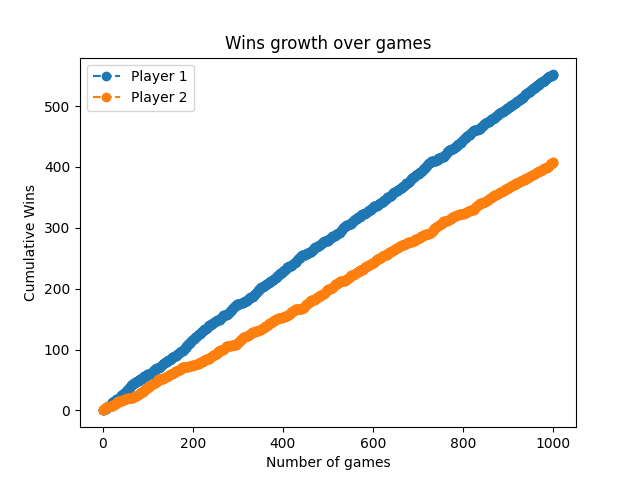 Wins growth over games
Player 1
Player 2
Cumulative Wins
500
400
300
200
100
0
0 200 400 600 800 1000
Number of games